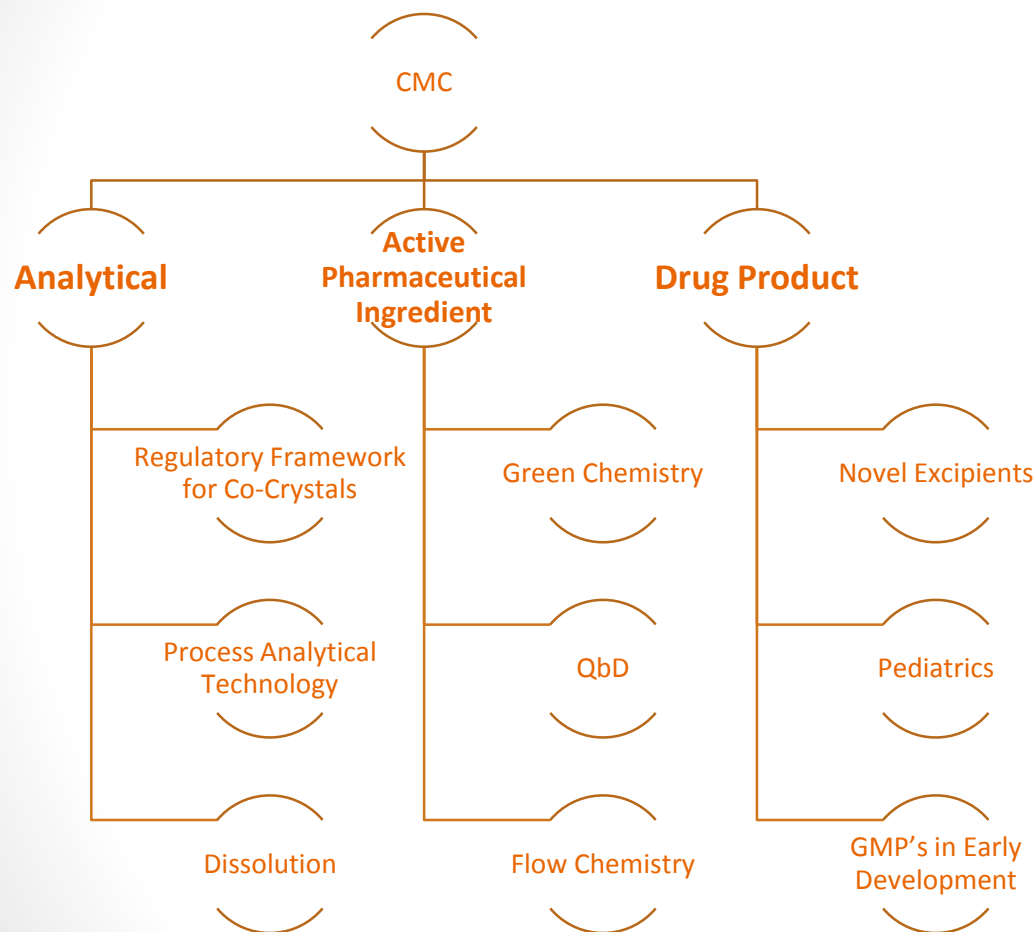 CMC
Analytical
Active
Pharmaceutical
Ingredient
Drug Product
Regulatory Framework
for Co-Crystals
Green Chemistry
Novel Excipients
Process Analytical
Technology
QbD
Pediatrics
Dissolution
Flow Chemistry
GMP’s in Early
Development